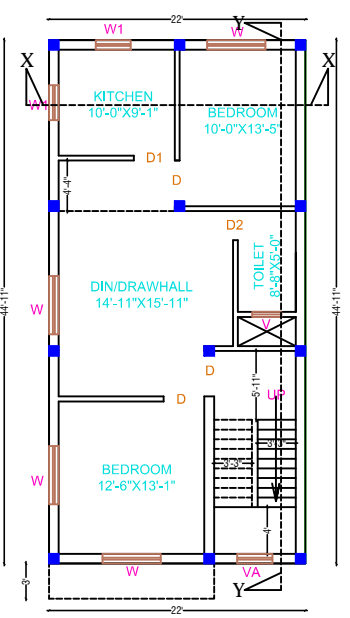 22'
W1
Y
W
X
X
KITCHEN
10'-0"X9'-1"
W1
BEDROOM
10'-0"X13'-5"
D1
D
4'-4"
D2
TOILET
8'-8"X5'-0"
DIN/DRAWHALL
14'-11"X15'-11"
44'-11"
44'-11"
W
V
D
5'-11"
UP
D
3'-3"
3'-3"
BEDROOM
12'-6"X13'-1"
W
4'
W
VA
Y
3'
22'